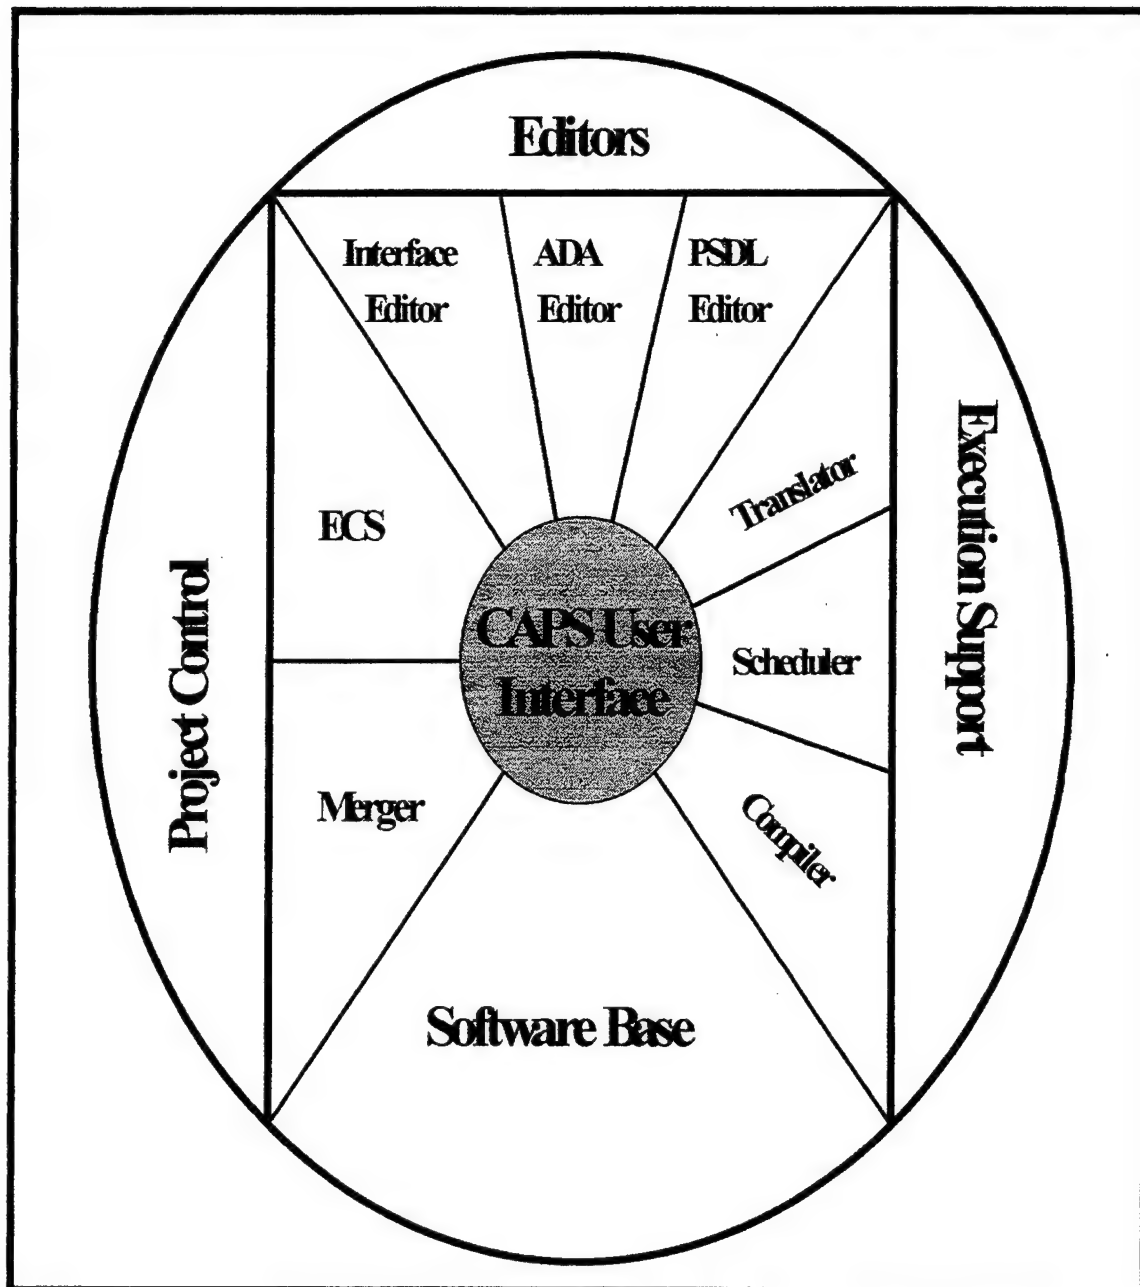 Editors
Interface
Editor
ADA
Editor
PSDL
Editor
Translator
ECS
Execution Support
Project Control
CAPS User
Interface
Scheduler
Merger
Compiler
Software Base